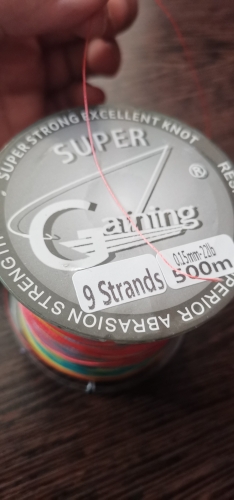 SUPER STRONG EXCELLENT KNOT
SUPER
®
Gaining
9 Strands
0.15mm-22lb
500m
SUPERIOR ABRASION STRENGTH